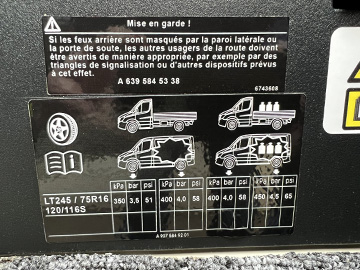 Mise en garde !
Si les feux arrière sont masqués par la paroi latérale ou
la porte de soute, les autres usagers de la route doivent
être avertis de manière appropriée, par exemple par des
triangles de signalisation ou d'autres dispositifs prévus
à cet effet.
A 639 584 53 38
6743608
kPa bar psi kPa bar psi kPa bar psi kPa bar psi
LT245 / 75R16 350 3,5 51 400 4,0 58 400 4,0 58 450 4,5 65
120/116S
A 907 584 92 01